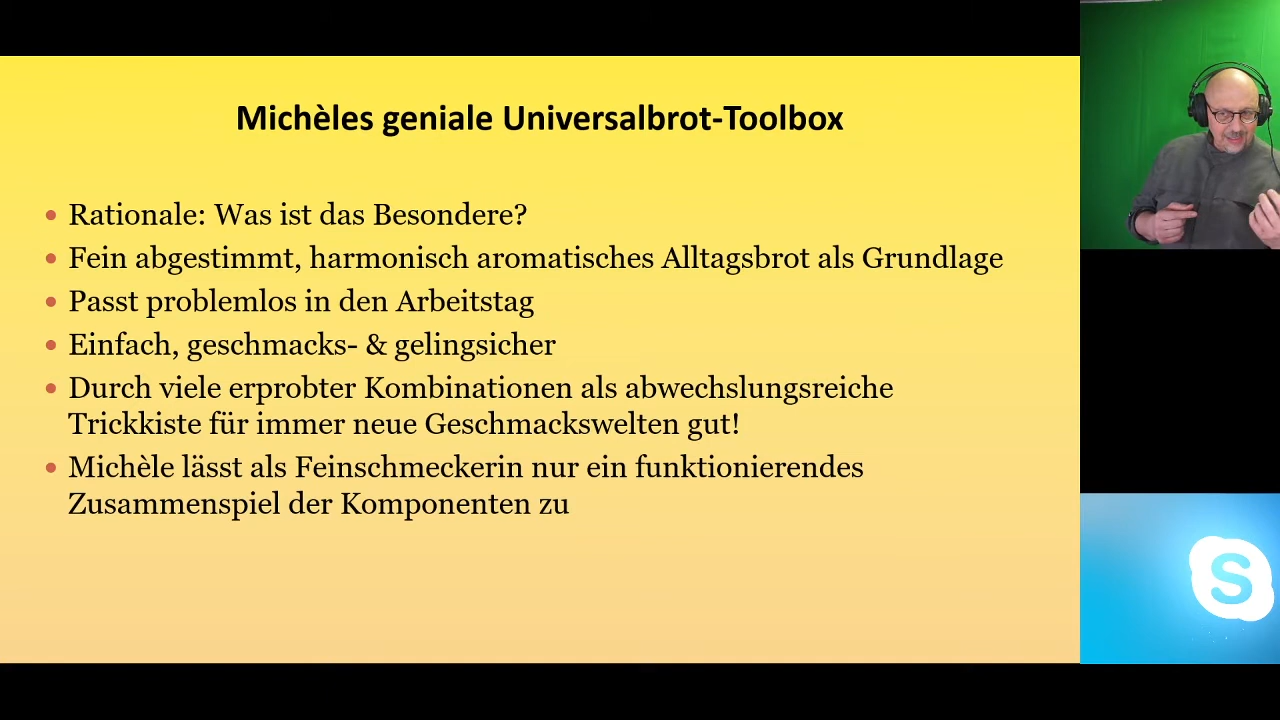 Michèles geniale Universalbrot-Toolbox
• Rationale: Was ist das Besondere?
• Fein abgestimmt, harmonisch aromatisches Alltagsbrot als Grundlage
• Passt problemlos in den Arbeitstag
• Einfach, geschmacks- & gelingsicher
• Durch viele erprobter Kombinationen als abwechslungsreiche
Trickkiste für immer neue Geschmackswelten gut!
• Michèle lässt als Feinschmeckerin nur ein funktionierendes
Zusammenspiel der Komponenten zu
S